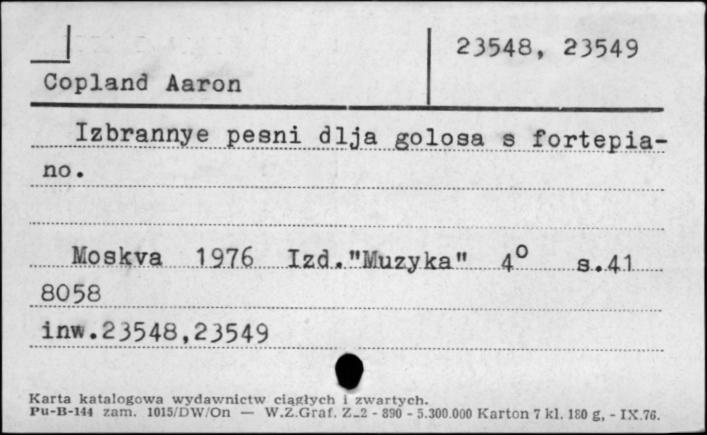 23548, 23549
Copland Aaron
Izbrannye pesni dlja golosa s fortepia-
no.
Moskva 1976 Izd."Muzyka" 4° s.41
8058
inw.23548,23549
Karta katalogowa wydawnictw ciągłych i zwartych.
Pu-B-144 zam. 1015/DW/On — W.Z.Graf. Z-2 - 890 - 5.300.000 Karton 7 kl. 180 g, - IX.76.